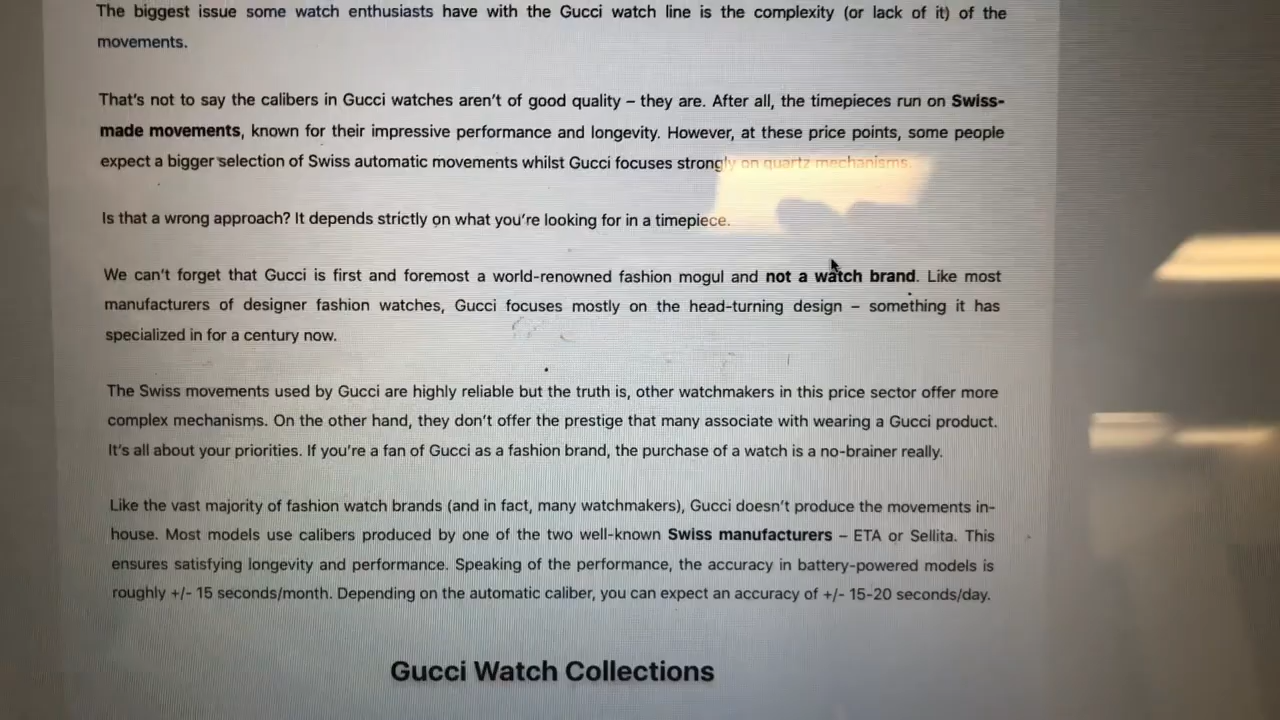 The biggest issue some watch enthusiasts have with the Gucci watch line is the complexity (or lack of it) of the
movements.
That's not to say the calibers in Gucci watches aren't of good quality – they are. After all, the timepieces run on Swiss-
made movements, known for their impressive performance and longevity. However, at these price points, some people
expect a bigger selection of Swiss automatic movements whilst Gucci focuses strongly on quartz mechanisms.
Is that a wrong approach? It depends strictly on what you're looking for in a timepiece.
We can't forget that Gucci is first and foremost a world-renowned fashion mogul and not a watch brand. Like most
manufacturers of designer fashion watches, Gucci focuses mostly on the head-turning design – something it has
specialized in for a century now.
The Swiss movements used by Gucci are highly reliable but the truth is, other watchmakers in this price sector offer more
complex mechanisms. On the other hand, they don't offer the prestige that many associate with wearing a Gucci product.
It's all about your priorities. If you're a fan of Gucci as a fashion brand, the purchase of a watch is a no-brainer really.
Like the vast majority of fashion watch brands (and in fact, many watchmakers), Gucci doesn't produce the movements in-
house. Most models use calibers produced by one of the two well-known Swiss manufacturers – ETA or Sellita. This
ensures satisfying longevity and performance. Speaking of the performance, the accuracy in battery-powered models is
roughly +/- 15 seconds/month. Depending on the automatic caliber, you can expect an accuracy of +/- 15-20 seconds/day.
Gucci Watch Collections